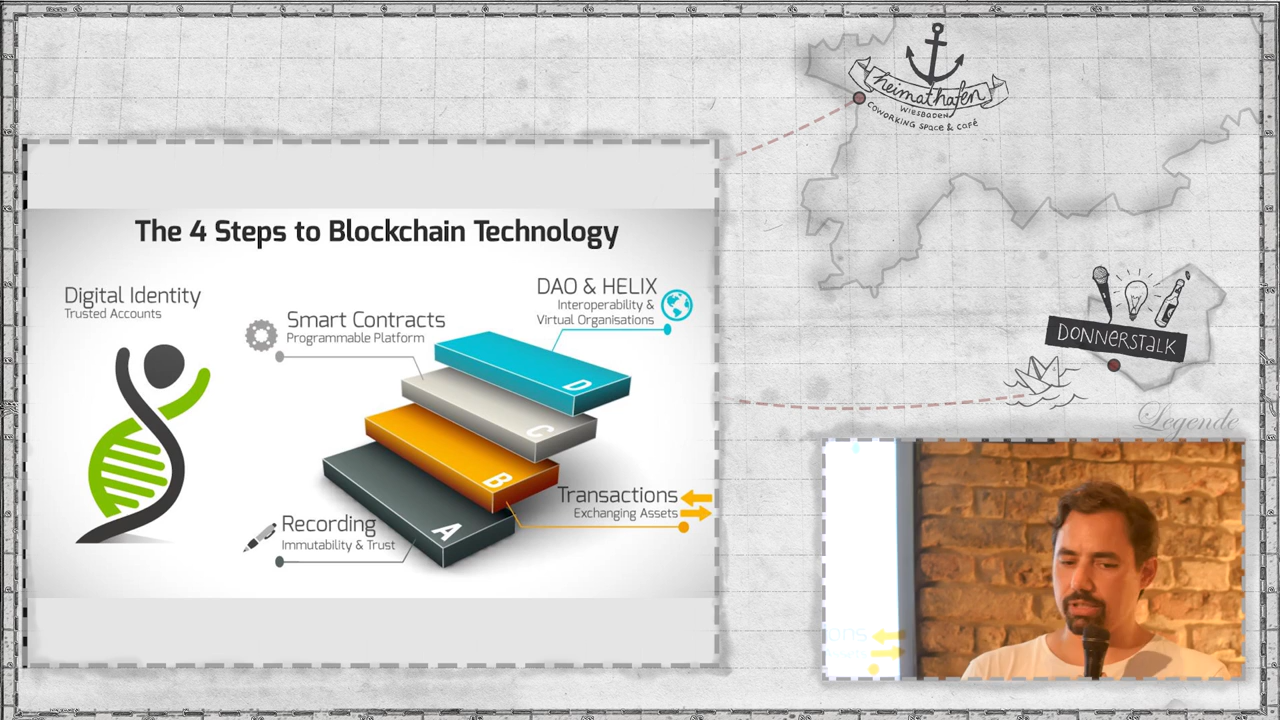 heimathafen
WIESBADEN
COWORKING SPACE & CAFÉ
The 4 Steps to Blockchain Technology
Digital Identity
Trusted Accounts
Smart Contracts
Programmable Platform
DAO & HELIX
Interoperability &
Virtual Organisations
D
C
B
A
Transactions
Exchanging Assets
Recording
Immutability & Trust
DONNERSTALK
Legende